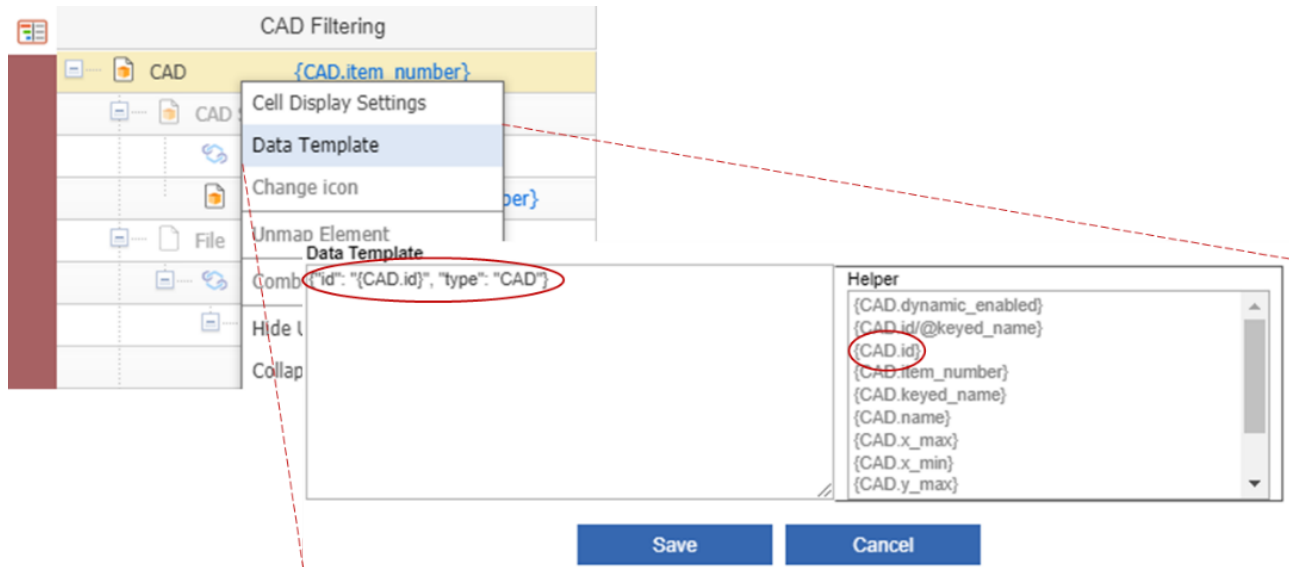 CAD Filtering
CAD {CAD.item_number}
Cell Display Settings
CAD
Data Template
Change icon
Unmap Element
File
Data Template
{"id": "{CAD.id}", "type": "CAD"}
Helper
{CAD.dynamic_enabled}
{CAD.id/@keyed_name}
{CAD.id}
{CAD.item_number}
{CAD.keyed_name}
{CAD.name}
{CAD.x_max}
{CAD.x_min}
{CAD.y_max}
Comb
Hide
Collap
Save Cancel